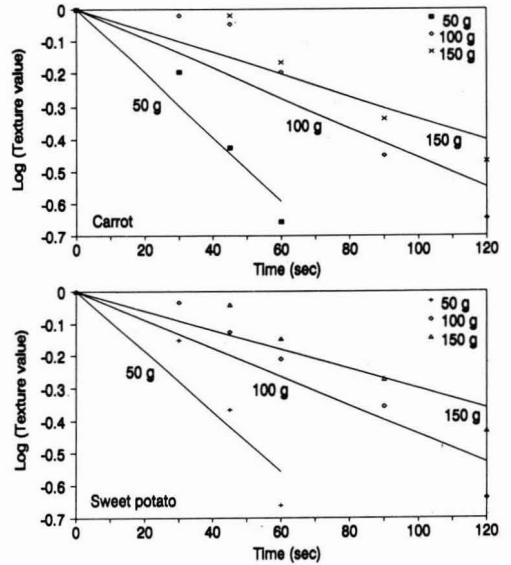 Log (Texture value)
0
-0.1
-0.2
-0.3
-0.4
-0.5
-0.6
-0.7
50 g
100 g
150 g
50 g
100 g
150 g
Carrot
0 20 40 60 80 100 120
Time (sec)
Log (Texture value)
0
-0.1
-0.2
-0.3
-0.4
-0.5
-0.6
-0.7
50 g
100 g
150 g
50 g
100 g
150 g
Sweet potato
0 20 40 60 80 100 120
Time (sec)